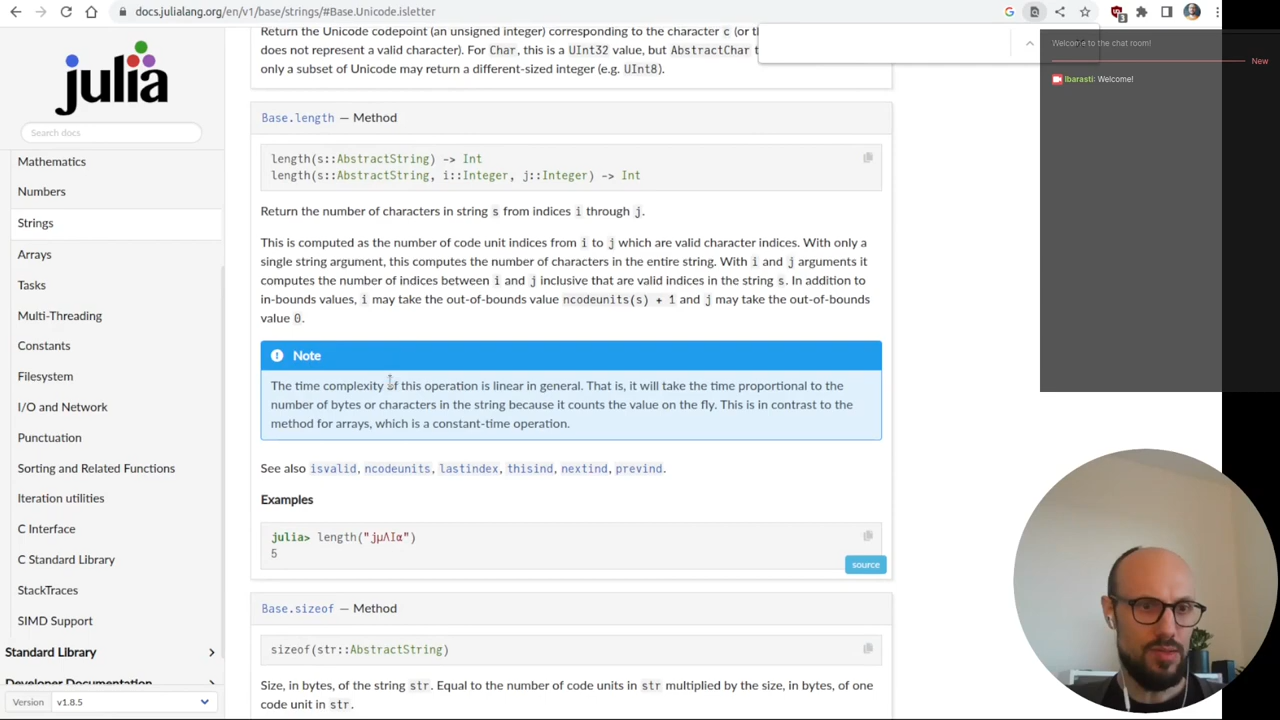 docs.julialang.org/en/v1/base/strings/#Base.Unicode.isletter
3
julia
Search docs
Mathematics
Numbers
Strings
Arrays
Tasks
Multi-Threading
Constants
Filesystem
I/O and Network
Punctuation
Sorting and Related Functions
Iteration utilities
C Interface
C Standard Library
StackTraces
SIMD Support
Standard Library
Developer Documentation
Version v1.8.5
Return the Unicode codepoint (an unsigned integer) corresponding to the character c (or th
does not represent a valid character). For Char, this is a UInt32 value, but AbstractChar t
only a subset of Unicode may return a different-sized integer (e.g. UInt8).
Base.length — Method
length(s::AbstractString) -> Int
length(s::AbstractString, i::Integer, j::Integer) -> Int
Return the number of characters in string s from indices i through j.
This is computed as the number of code unit indices from i to j which are valid character indices. With only a
single string argument, this computes the number of characters in the entire string. With i and j arguments it
computes the number of indices between i and j inclusive that are valid indices in the string s. In addition to
in-bounds values, i may take the out-of-bounds value ncodeunits(s) + 1 and j may take the out-of-bounds
value 0.
Note
The time complexity of this operation is linear in general. That is, it will take the time proportional to the
number of bytes or characters in the string because it counts the value on the fly. This is in contrast to the
method for arrays, which is a constant-time operation.
See also isvalid, ncodeunits, lastindex, thisind, nextind, prevind.
Examples
julia> length("jμΛIα")
5
source
Base.sizeof — Method
sizeof(str::AbstractString)
Size, in bytes, of the string str. Equal to the number of code units in str multiplied by the size, in bytes, of one
code unit in str.
Welcome to the chat room!
New
lbarasti: Welcome!